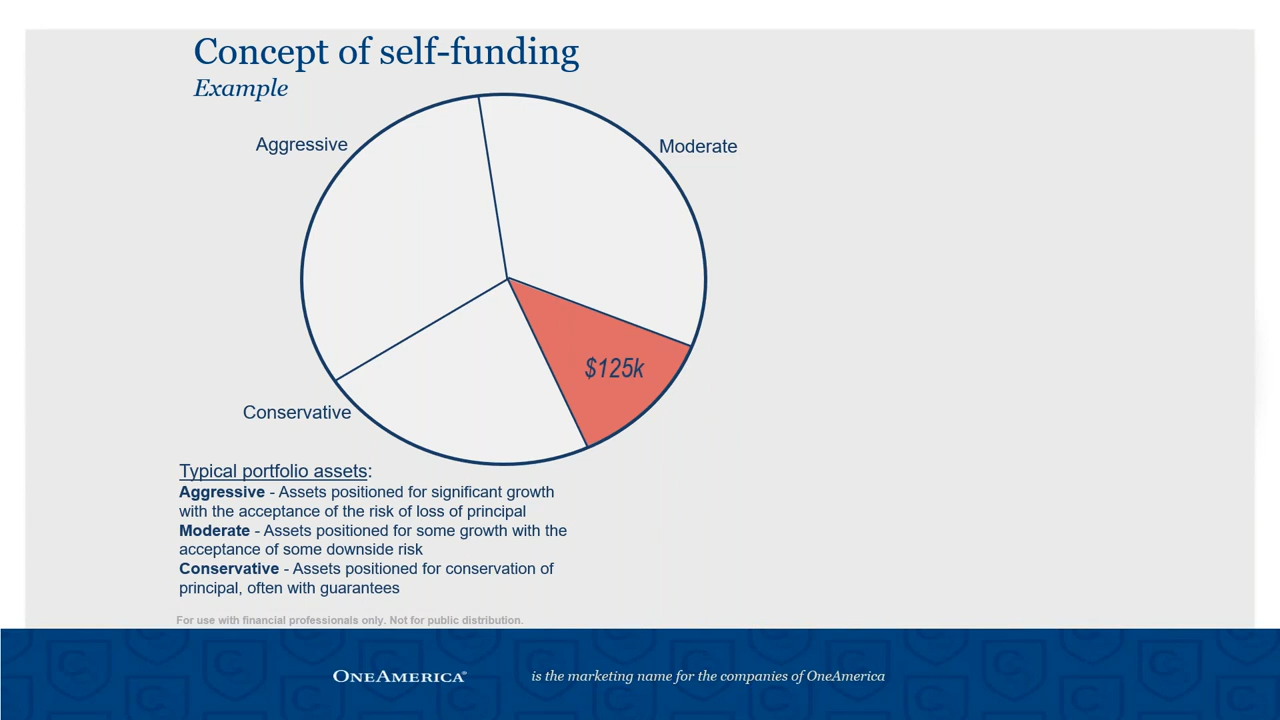 Concept of self-funding
Example
Aggressive
Moderate
$125k
Conservative
Typical portfolio assets:
Aggressive - Assets positioned for significant growth
with the acceptance of the risk of loss of principal
Moderate - Assets positioned for some growth with the
acceptance of some downside risk
Conservative - Assets positioned for conservation of
principal, often with guarantees
For use with financial professionals only. Not for public distribution.
ONEAMERICA® is the marketing name for the companies of OneAmerica